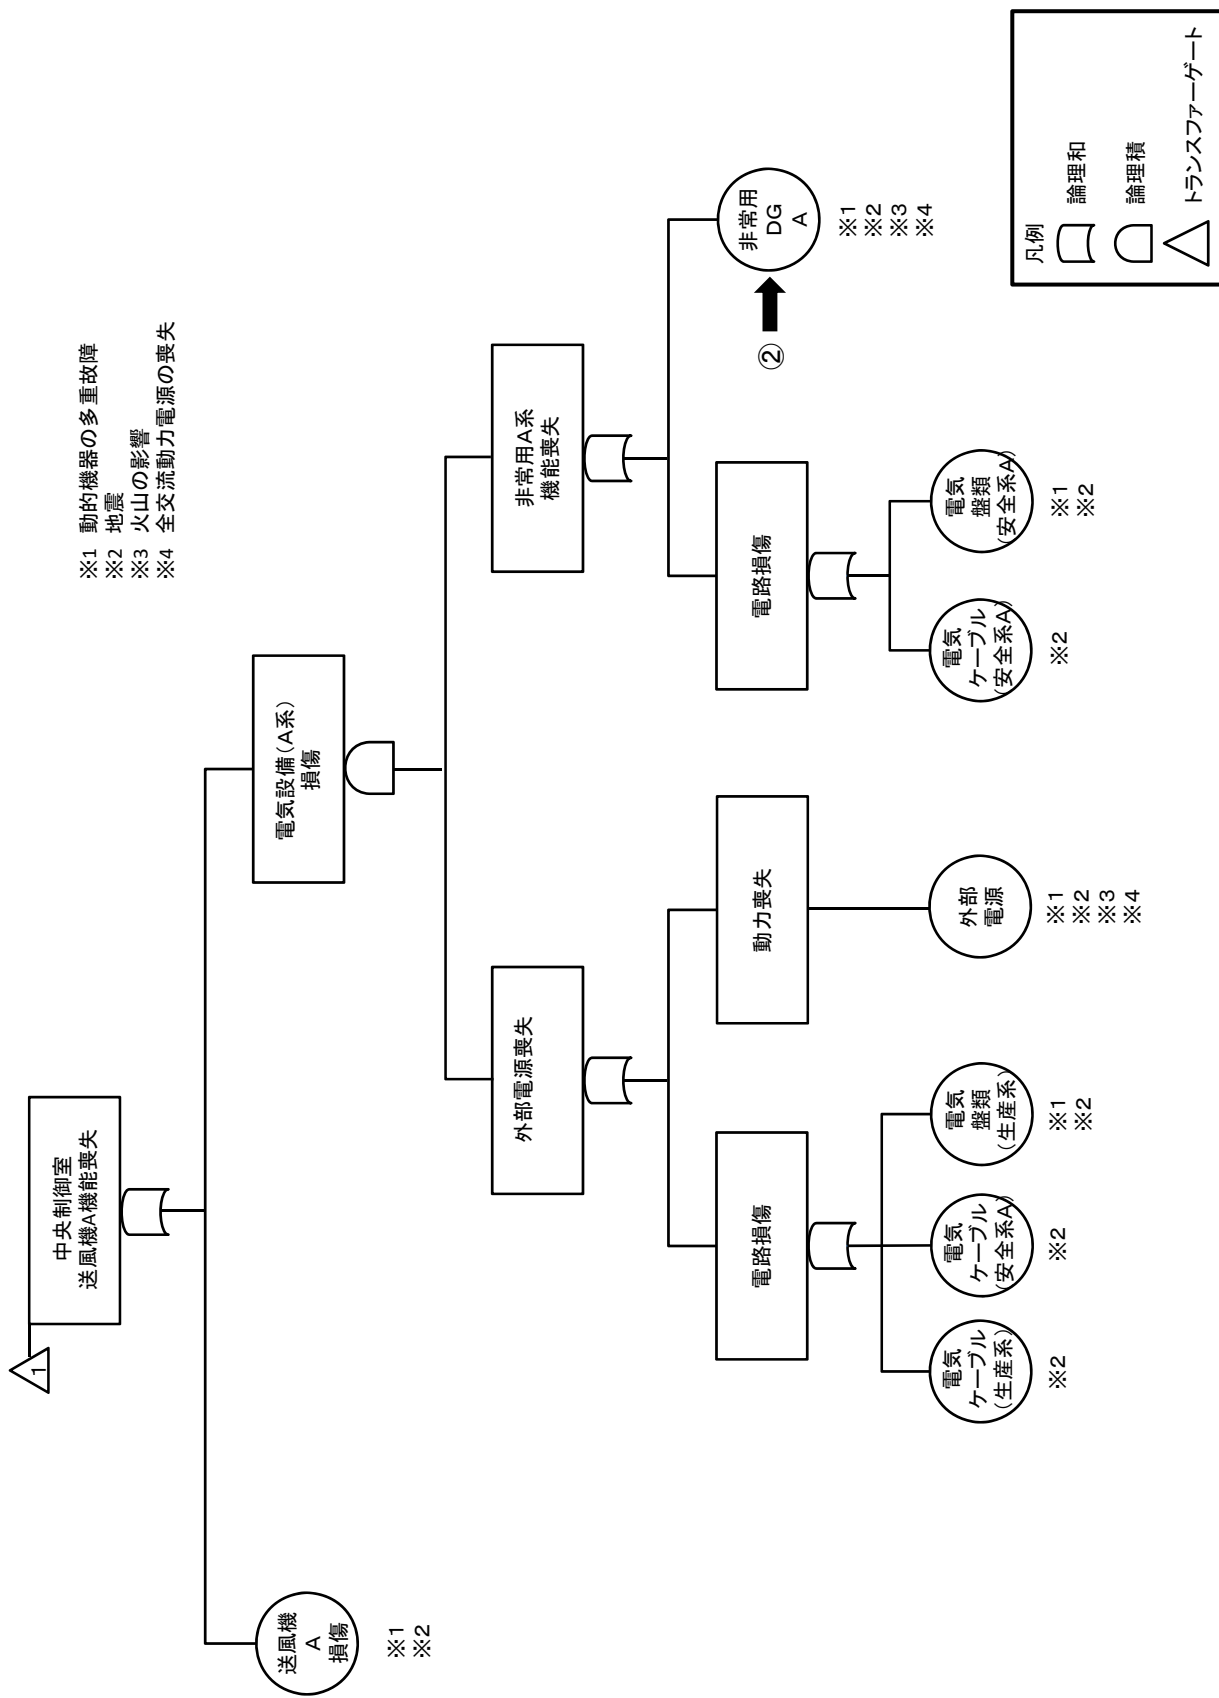 ※1 動的機器の多重故障
※2 地震
※3 火山の影響
※4 全交流動力電源の喪失
1
中央制御室
送風機A機能喪失
送風機
A
損傷
※1
※2
電気設備(A系)
損傷
外部電源喪失
非常用A系
機能喪失
電路損傷
動力喪失
電路損傷
非常用
DG
A
※1
※2
※3
※4
②
電気
ケーブル
(生産系)
※2
電気
ケーブル
(安全系A)
※2
電気
盤類
(生産系)
※1
※2
外部
電源
※1
※2
※3
※4
電気
ケーブル
(安全系A)
※2
電気
盤類
(安全系A)
※1
※2
凡例
論理和
論理積
トランスファーゲート